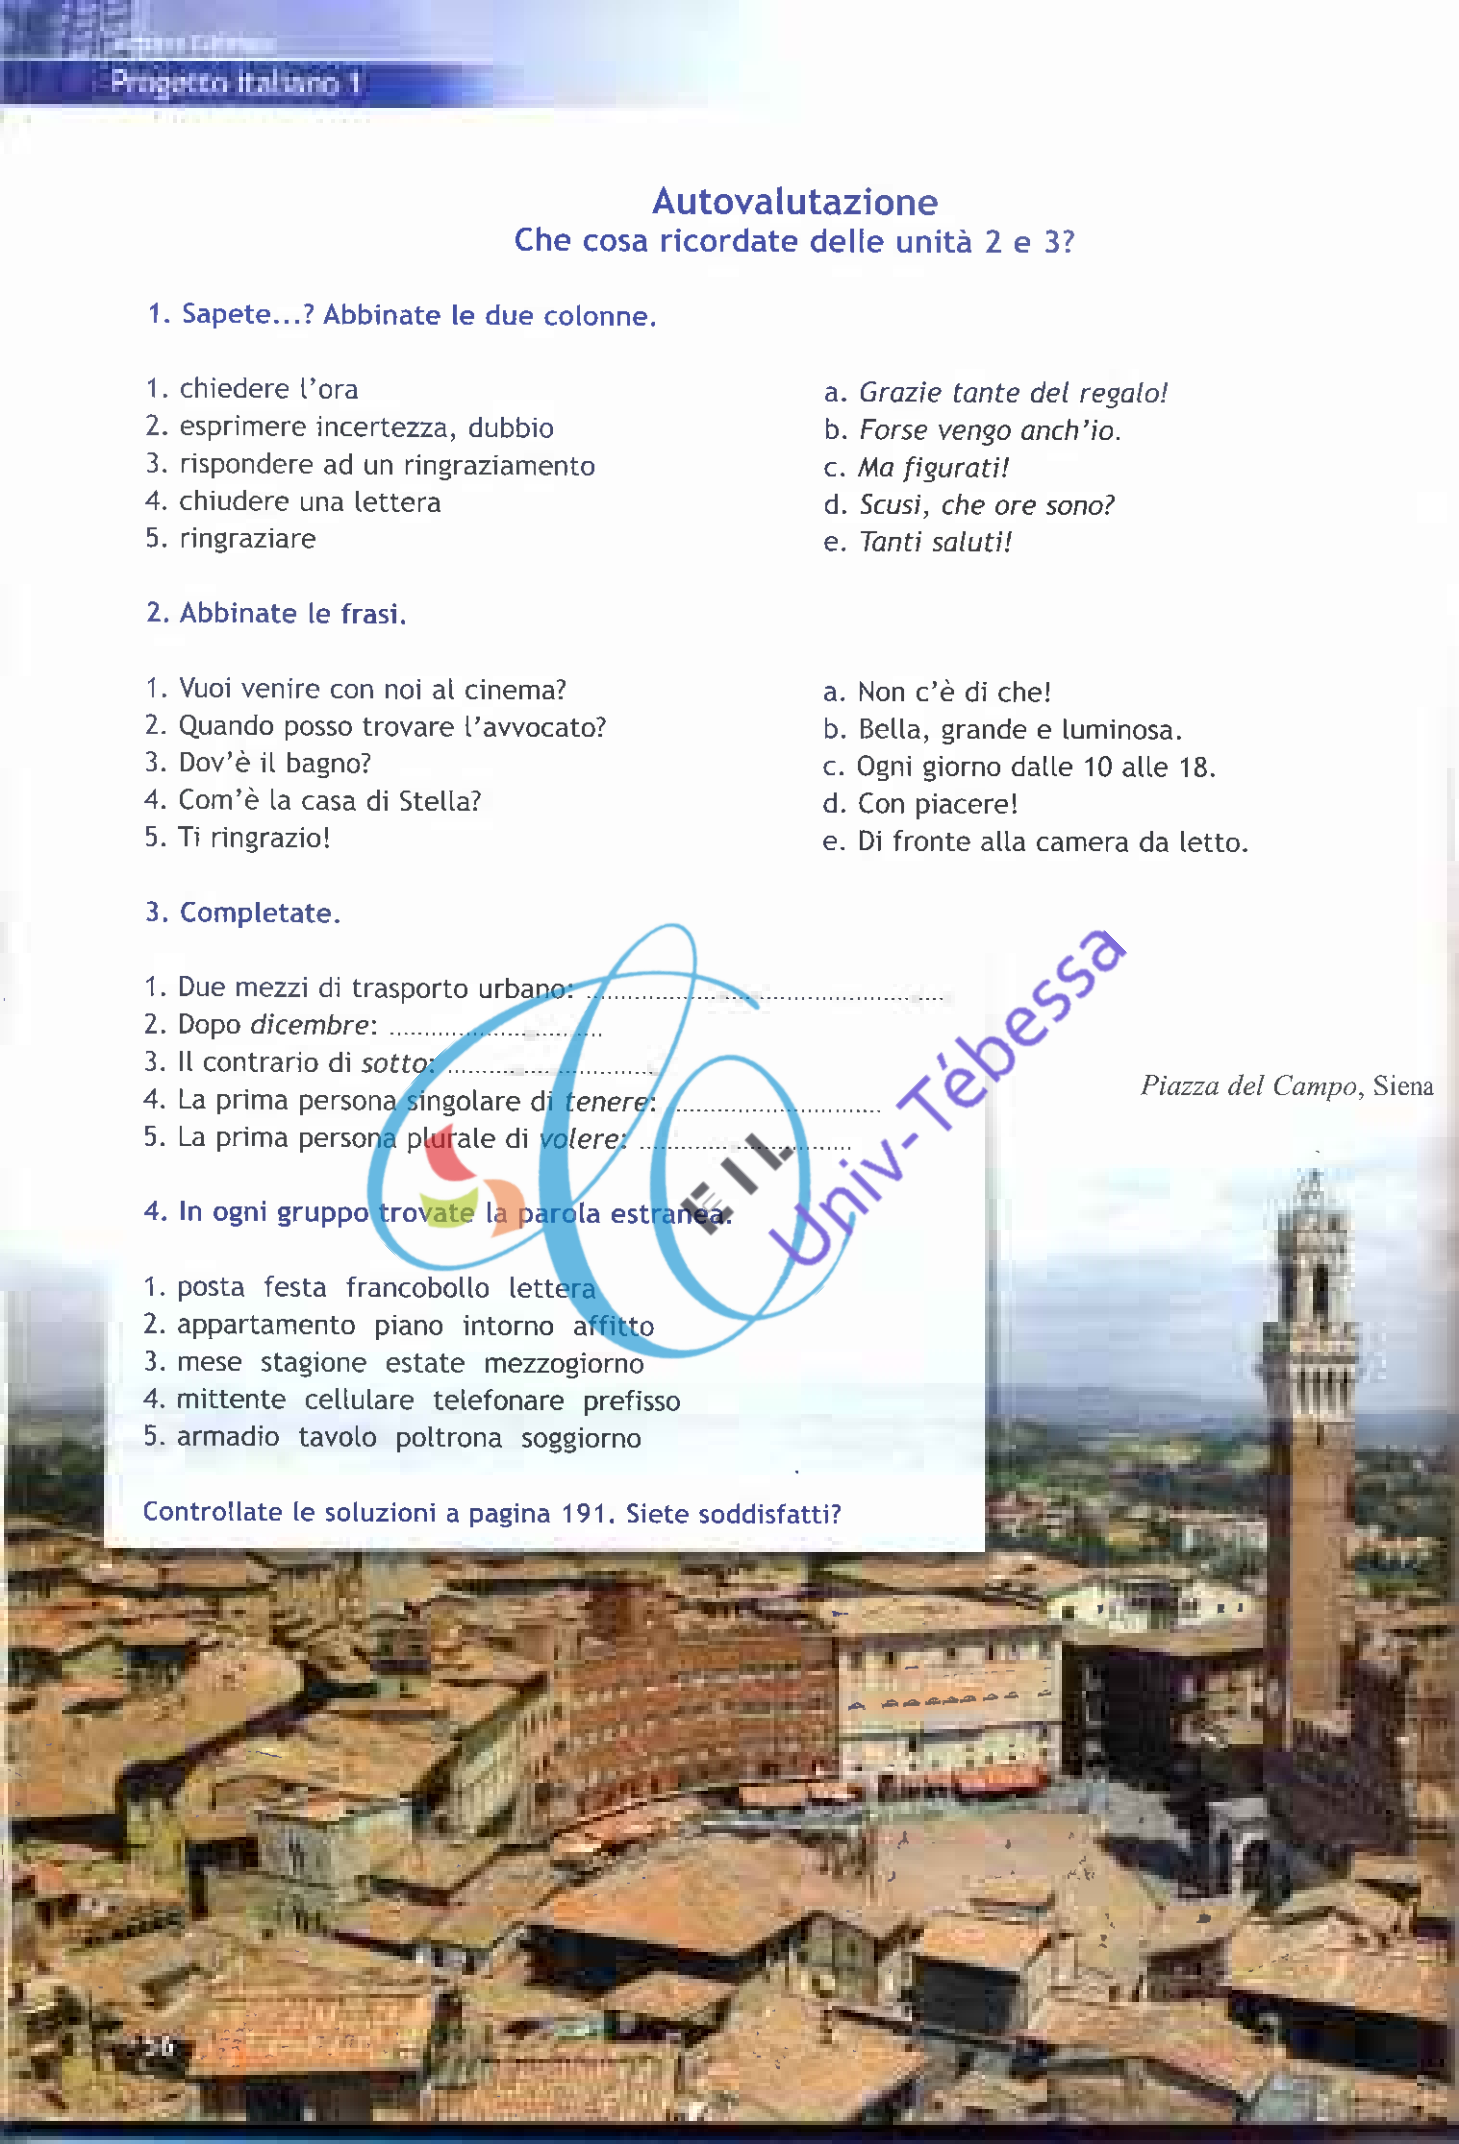 Progetto italiano 1
Autovalutazione
Che cosa ricordate delle unità 2 e 3?
1. Sapete...? Abbinate le due colonne.
1. chiedere l'ora
2. esprimere incertezza, dubbio
3. rispondere ad un ringraziamento
4. chiudere una lettera
5. ringraziare
a. Grazie tante del regalo!
b. Forse vengo anch'io.
c. Ma figurati!
d. Scusi, che ore sono?
e. Tanti saluti!
2. Abbinate le frasi.
1. Vuoi venire con noi al cinema?
2. Quando posso trovare l'avvocato?
3. Dov'è il bagno?
4. Com'è la casa di Stella?
5. Ti ringrazio!
a. Non c'è di che!
b. Bella, grande e luminosa.
c. Ogni giorno dalle 10 alle 18.
d. Con piacere!
e. Di fronte alla camera da letto.
3. Completate.
1. Due mezzi di trasporto urbano: ....................................................
2. Dopo dicembre: ...............................
3. Il contrario di sotto: ...............................
4. La prima persona singolare di tenere: ...............................
5. La prima persona plurale di volere: ...............................
Piazza del Campo, Siena
Univ-Tébessa
4. In ogni gruppo trovate la parola estranea.
1. posta festa francobollo lettera
2. appartamento piano intorno affitto
3. mese stagione estate mezzogiorno
4. mittente cellulare telefonare prefisso
5. armadio tavolo poltrona soggiorno
Controllate le soluzioni a pagina 191. Siete soddisfatti?